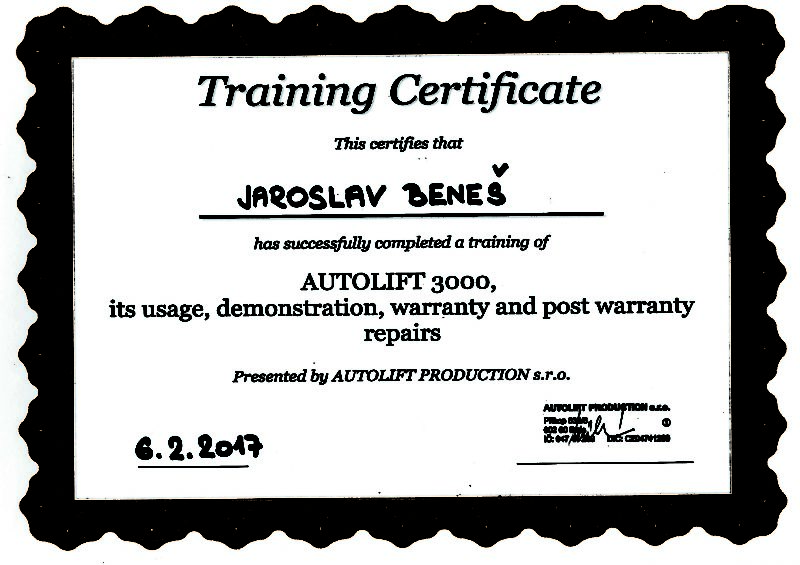 Training Certificate
This certifies that
JAROSLAV BENEŠ
has successfully completed a training of
AUTOLIFT 3000,
its usage, demonstration, warranty and post warranty
repairs
Presented by AUTOLIFT PRODUCTION s.r.o.
AUTOLIFT PRODUCTION s.r.o.
6.2.2017